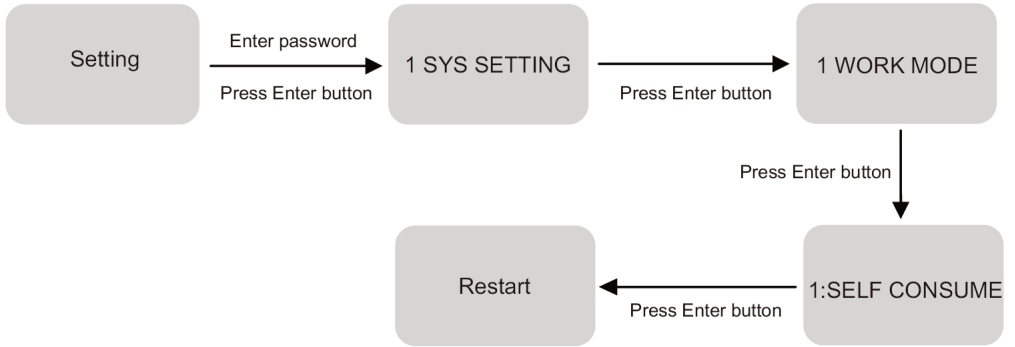 Setting
Enter password
Press Enter button
1 SYS SETTING
Press Enter button
1 WORK MODE
Press Enter button
1:SELF CONSUME
Press Enter button
Restart